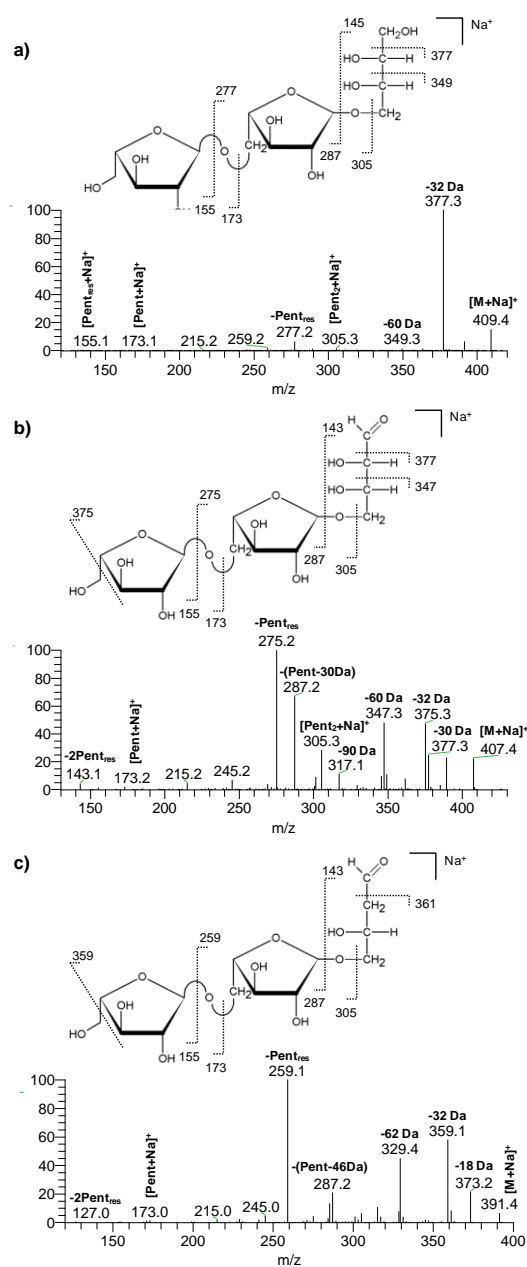 a)
145
Na⁺
CH₂OH
HO C H 377
HO C H 349
277
O O O CH₂
OH O CH₂ OH 287 305
HO OH OH
155 173
-32 Da
377.3
100
80
60
40
20
0
[Pentres+Na]⁺
155.1
[Pent+Na]⁺
173.1
215.2
259.2
-Pentres
277.2
[Pent₂+Na]⁺
305.3
-60 Da
349.3
[M+Na]⁺
409.4
150 200 250 300 350 400
m/z
b)
143
Na⁺
H O
C
HO C H 377
HO C H 347
275
375
O O O CH₂
OH O CH₂ OH 287 305
HO OH OH
155 173
-Pentres
275.2
100
80
60
40
20
0
-2Pentres
143.1
[Pent+Na]⁺
173.2
215.2
245.2
-(Pent-30Da)
287.2
[Pent₂+Na]⁺
305.3
-90 Da
317.1
-60 Da
347.3
-32 Da
375.3
-30 Da
377.3
[M+Na]⁺
407.4
150 200 250 300 350 400
m/z
c)
143
Na⁺
H O
C
CH₂ 361
HO C H
259
359
O O O CH₂
OH O CH₂ OH 287 305
HO OH OH
155 173
-Pentres
259.1
100
80
60
40
20
0
-2Pentres
127.0
[Pent+Na]⁺
173.0
215.0
245.0
-(Pent-46Da)
287.2
-62 Da
329.4
-32 Da
359.1
-18 Da
373.2
[M+Na]⁺
391.4
150 200 250 300 350 400
m/z